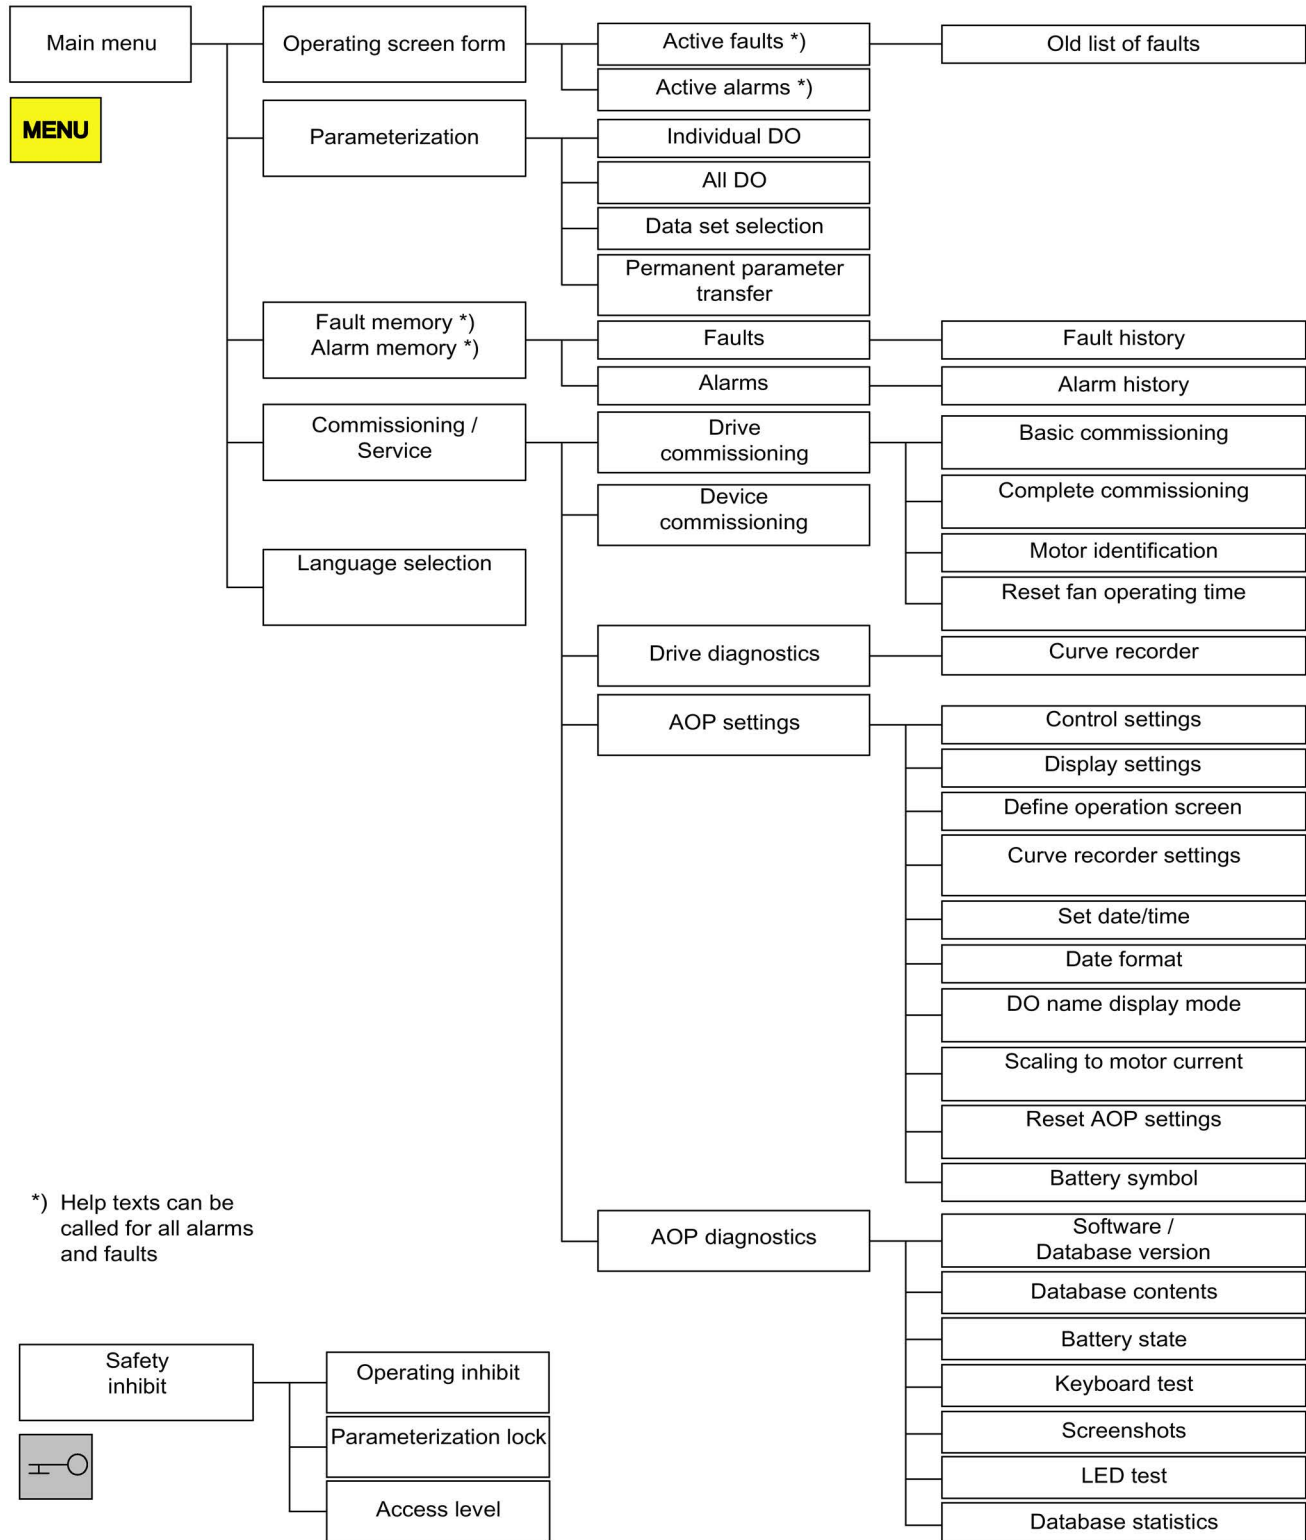 Main menu
MENU
Operating screen form
Active faults *)
Old list of faults
Active alarms *)
Parameterization
Individual DO
All DO
Data set selection
Permanent parameter
transfer
Fault memory *)
Alarm memory *)
Faults
Fault history
Alarms
Alarm history
Commissioning /
Service
Drive
commissioning
Basic commissioning
Complete commissioning
Motor identification
Reset fan operating time
Device
commissioning
Language selection
Drive diagnostics
Curve recorder
AOP settings
Control settings
Display settings
Define operation screen
Curve recorder settings
Set date/time
Date format
DO name display mode
Scaling to motor current
Reset AOP settings
Battery symbol
AOP diagnostics
Software /
Database version
Database contents
Battery state
Keyboard test
Screenshots
LED test
Database statistics
*) Help texts can be
called for all alarms
and faults
Safety
inhibit
Operating inhibit
Parameterization lock
Access level